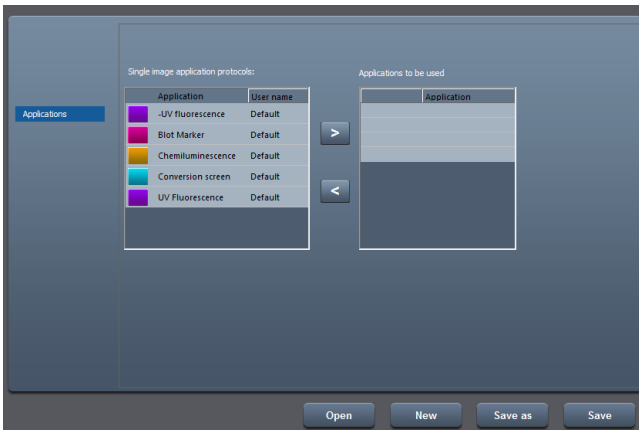 Single image application protocols:
Applications to be used
Application User name
Application
Applications
-UV fluorescence Default
Blot Marker Default
>
Chemiluminescence Default
Conversion screen Default
<
UV Fluorescence Default
Open New Save as Save